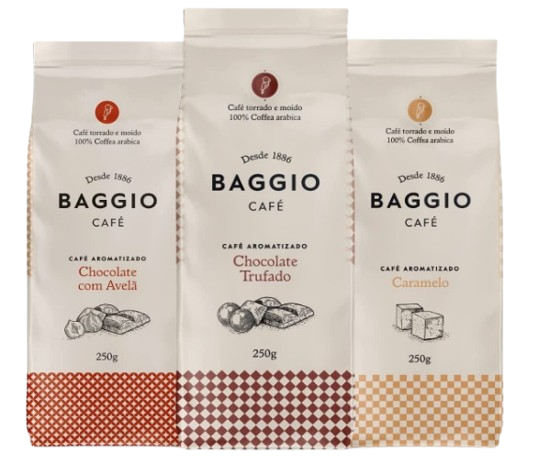 Café torrado e moído
100% Coffea arabica
Desde 1886
BAGGIO
CAFÉ
CAFÉ AROMATIZADO
Chocolate
com Avelã
250g
Café torrado e moído
100% Coffea arabica
Desde 1886
BAGGIO
CAFÉ
CAFÉ AROMATIZADO
Chocolate
Trufado
250g
Café torrado e moído
100% Coffea arabica
Desde 1886
BAGGIO
CAFÉ
CAFÉ AROMATIZADO
Caramelo
250g